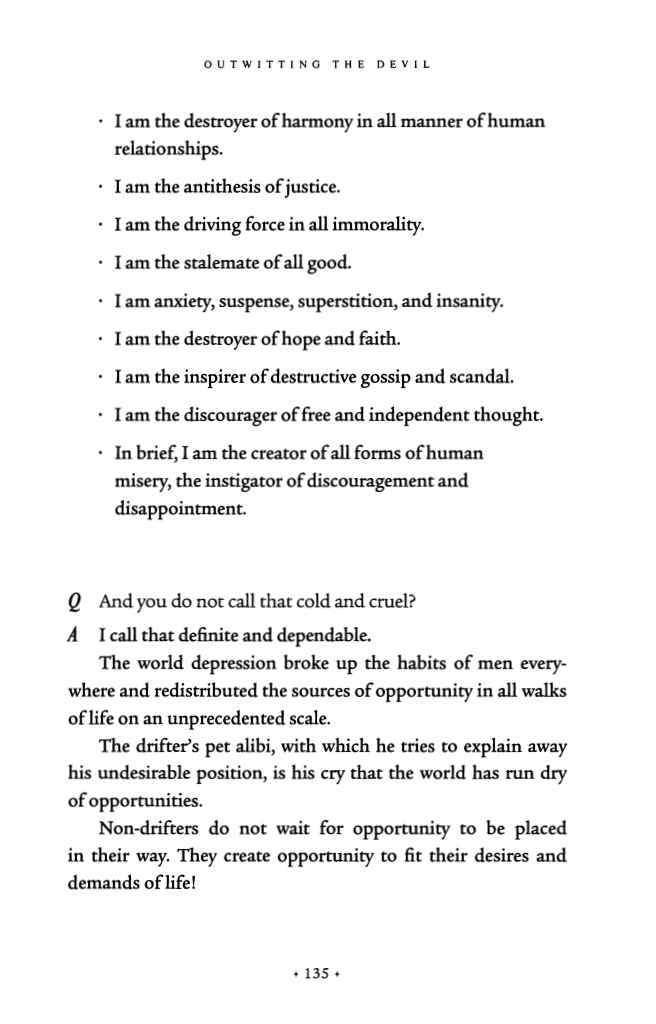 OUTWITTING THE DEVIL
· I am the destroyer of harmony in all manner of human
relationships.
· I am the antithesis of justice.
· I am the driving force in all immorality.
· I am the stalemate of all good.
· I am anxiety, suspense, superstition, and insanity.
· I am the destroyer of hope and faith.
· I am the inspirer of destructive gossip and scandal.
· I am the discourager of free and independent thought.
· In brief, I am the creator of all forms of human
misery, the instigator of discouragement and
disappointment.
Q And you do not call that cold and cruel?
A I call that definite and dependable.
The world depression broke up the habits of men every-
where and redistributed the sources of opportunity in all walks
of life on an unprecedented scale.
The drifter’s pet alibi, with which he tries to explain away
his undesirable position, is his cry that the world has run dry
of opportunities.
Non-drifters do not wait for opportunity to be placed
in their way. They create opportunity to fit their desires and
demands of life!
• 135 •